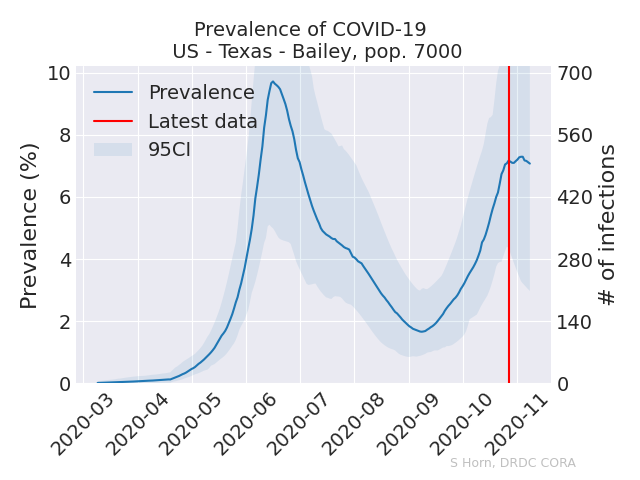 Prevalence of COVID-19
US - Texas - Bailey, pop. 7000
Prevalence
Latest data
95CI
Prevalence (%)
10
8
6
4
2
0
700
560
420
280
140
0
# of infections
2020-03
2020-04
2020-05
2020-06
2020-07
2020-08
2020-09
2020-10
2020-11
S Horn, DRDC CORA